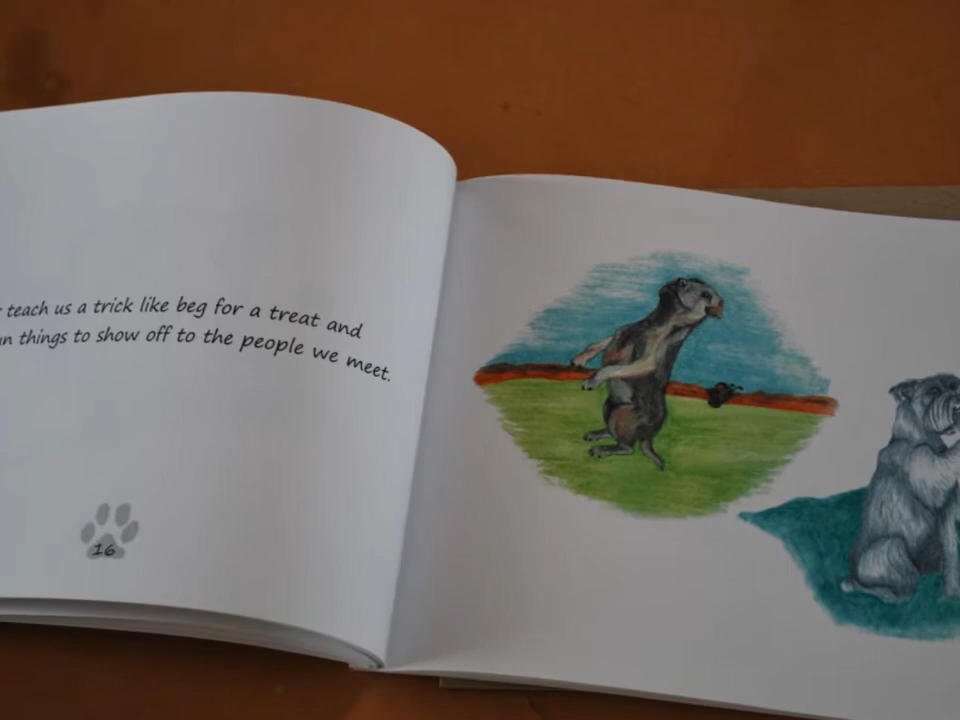 teach us a trick like beg for a treat and
things to show off to the people we meet.
16